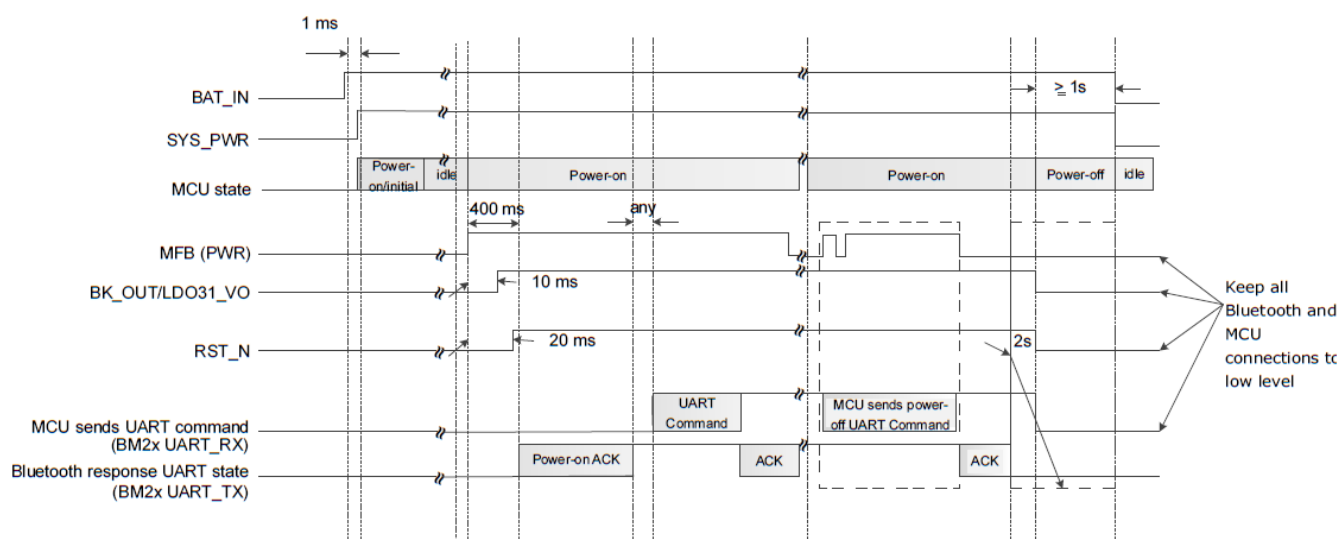 1 ms
BAT_IN
≧ 1s
SYS_PWR
MCU state
Power-
on/initial
idle
Power-on
Power-on
Power-off
idle
400 ms
any
MFB (PWR)
BK_OUT/LDO31_VO
10 ms
Keep all
Bluetooth and
MCU
connections to
low level
RST_N
20 ms
2s
MCU sends UART command
(BM2x UART_RX)
UART
Command
MCU sends power-
off UART Command
Bluetooth response UART state
(BM2x UART_TX)
Power-on ACK
ACK
ACK